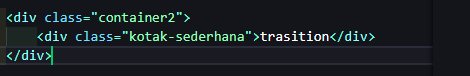 <div class="container2">
    <div class="kotak-sederhana">trasition</div>
</div>